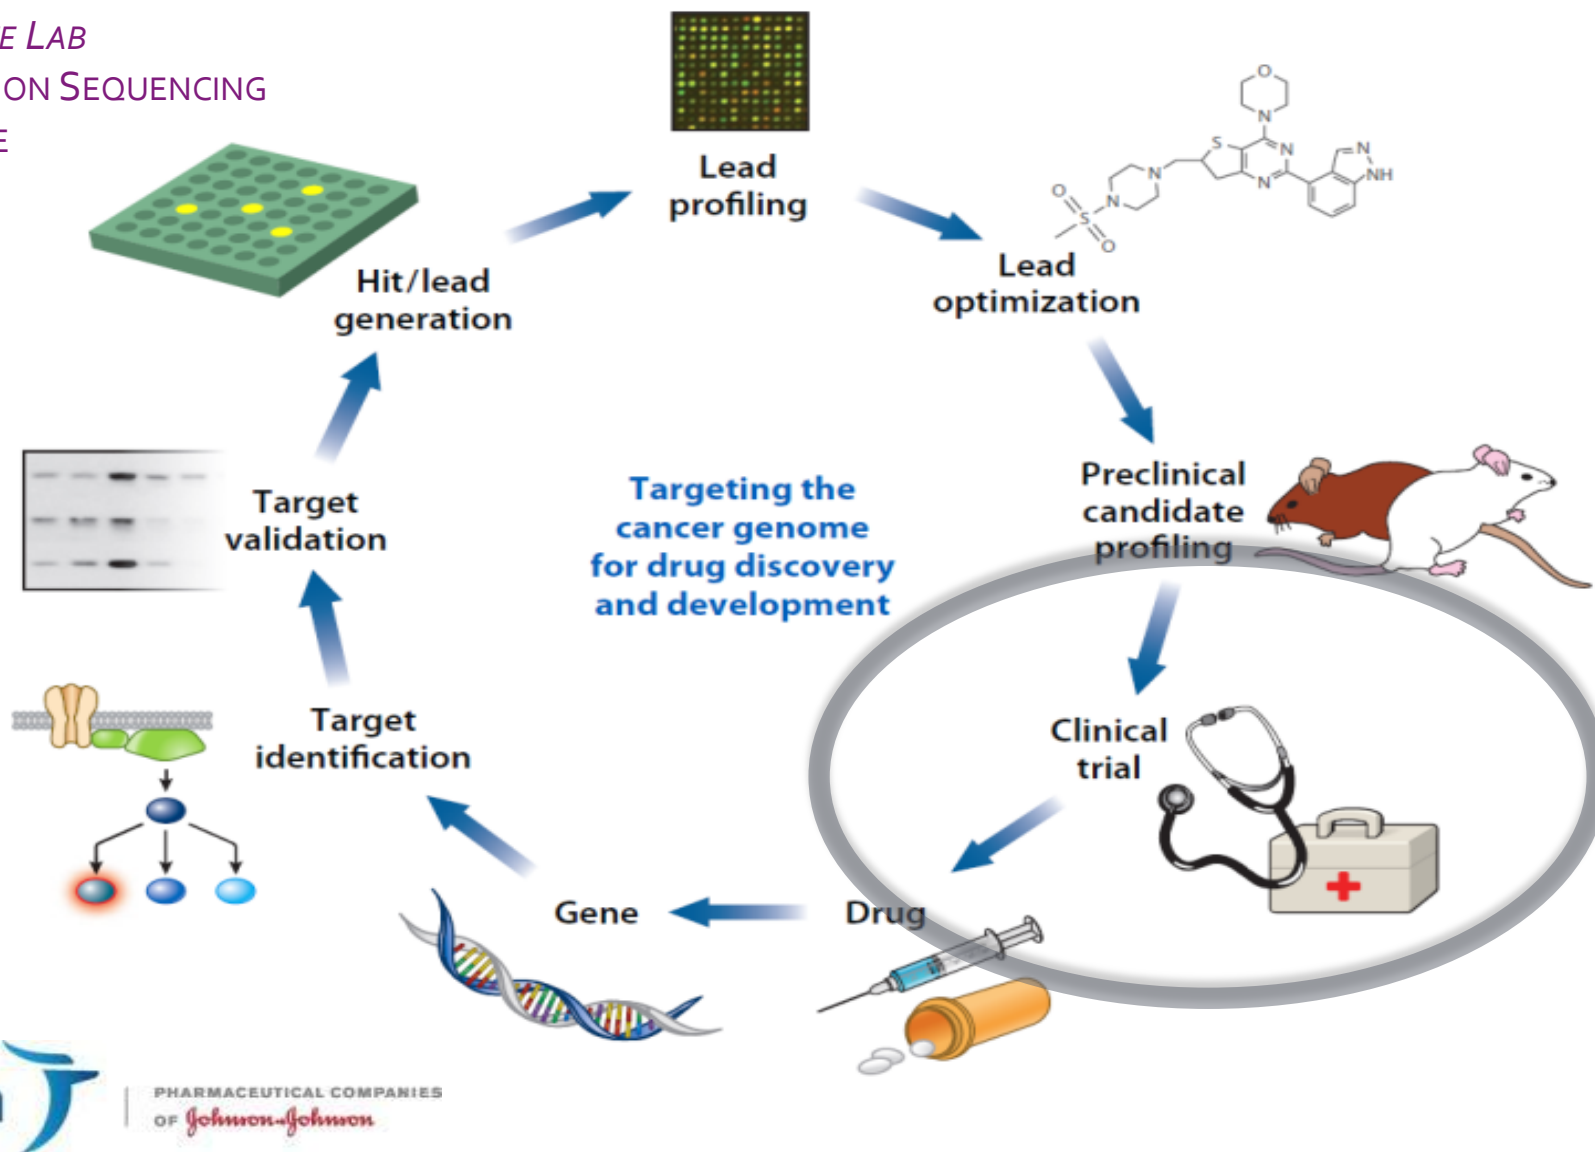 E LAB
ON SEQUENCING
E
Lead
profiling
O
N
S
N
N
N
NH
N
N
O
S
O
Lead
optimization
Hit/lead
generation
Preclinical
candidate
profiling
Target
validation
Targeting the
cancer genome
for drug discovery
and development
Target
identification
Clinical
trial
Gene
Drug
PHARMACEUTICAL COMPANIES
OF Johnson-Johnson